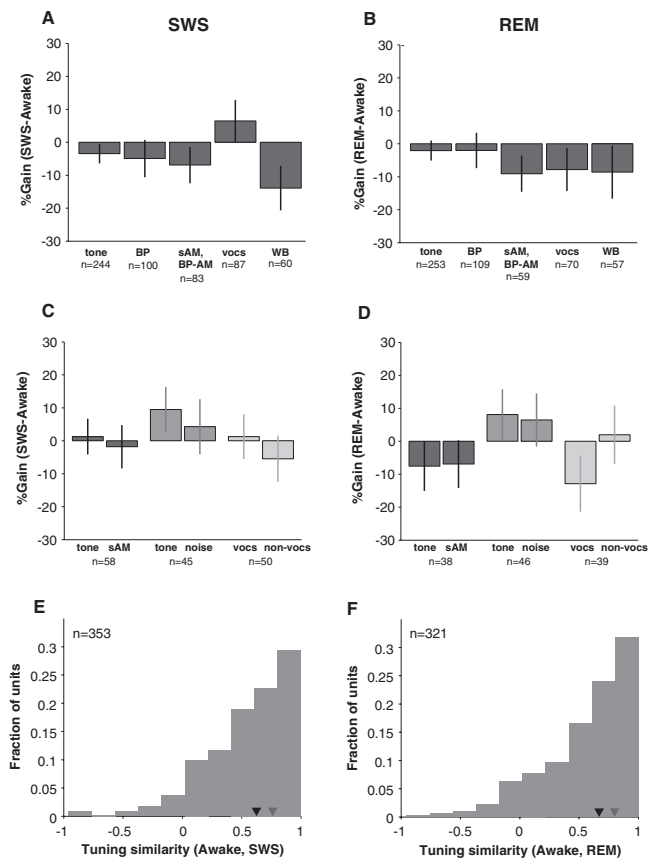 A
SWS
30
20
10
0
-10
-20
-30
%Gain (SWS-Awake)
tone BP sAM, vocs WB
BP-AM
n=244 n=100 n=87 n=60
n=83
B
REM
30
20
10
0
-10
-20
-30
%Gain (REM-Awake)
tone BP sAM, vocs WB
BP-AM
n=253 n=109 n=70 n=57
n=59
C
30
20
10
0
-10
-20
-30
%Gain (SWS-Awake)
tone sAM tone noise vocs non-vocs
n=58 n=45 n=50
D
30
20
10
0
-10
-20
-30
%Gain (REM-Awake)
tone sAM tone noise vocs non-vocs
n=38 n=46 n=39
E
n=353
0.3
0.25
0.2
0.15
0.1
0.05
0
Fraction of units
-1 -0.5 0 0.5 1
Tuning similarity (Awake, SWS)
F
n=321
0.3
0.25
0.2
0.15
0.1
0.05
0
Fraction of units
-1 -0.5 0 0.5 1
Tuning similarity (Awake, REM)